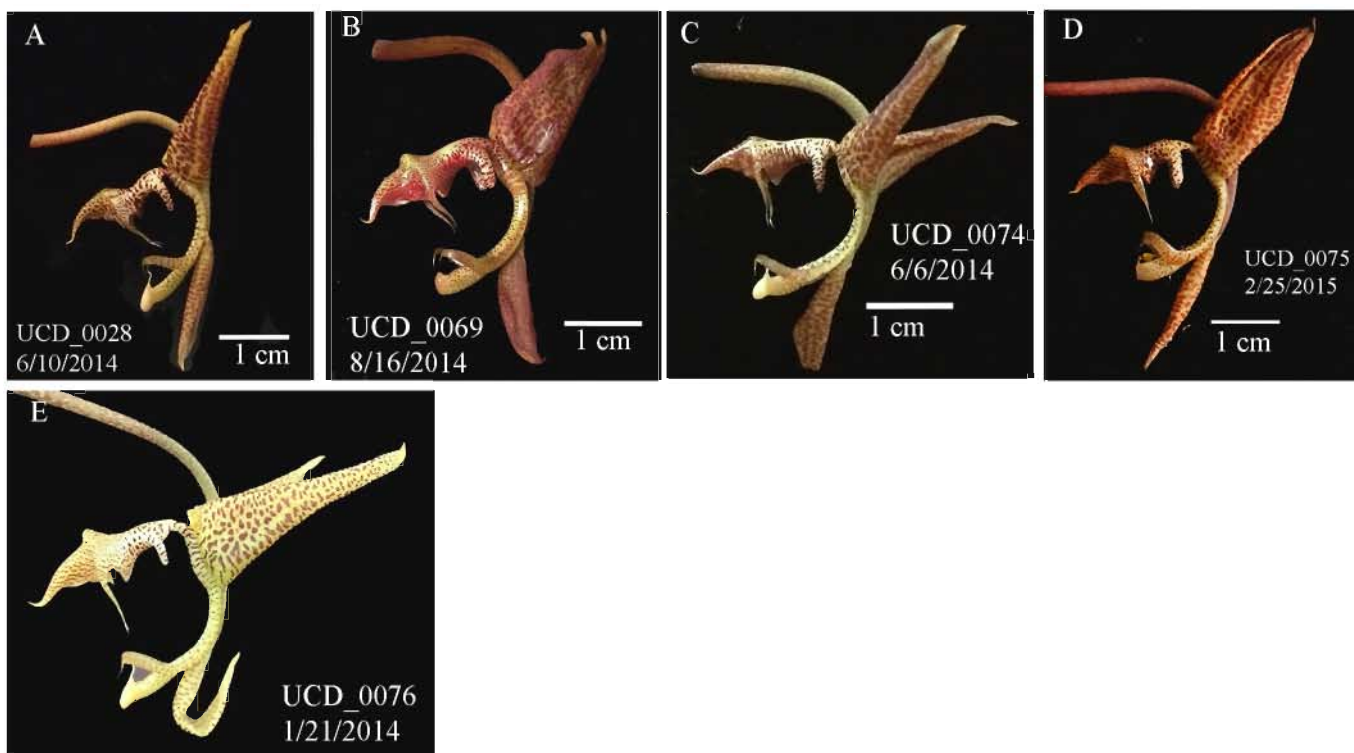 A
UCD_0028
6/10/2014
1 cm
B
UCD_0069
8/16/2014
1 cm
C
UCD_0074
6/6/2014
1 cm
D
UCD_0075
2/25/2015
1 cm
E
UCD_0076
1/21/2014